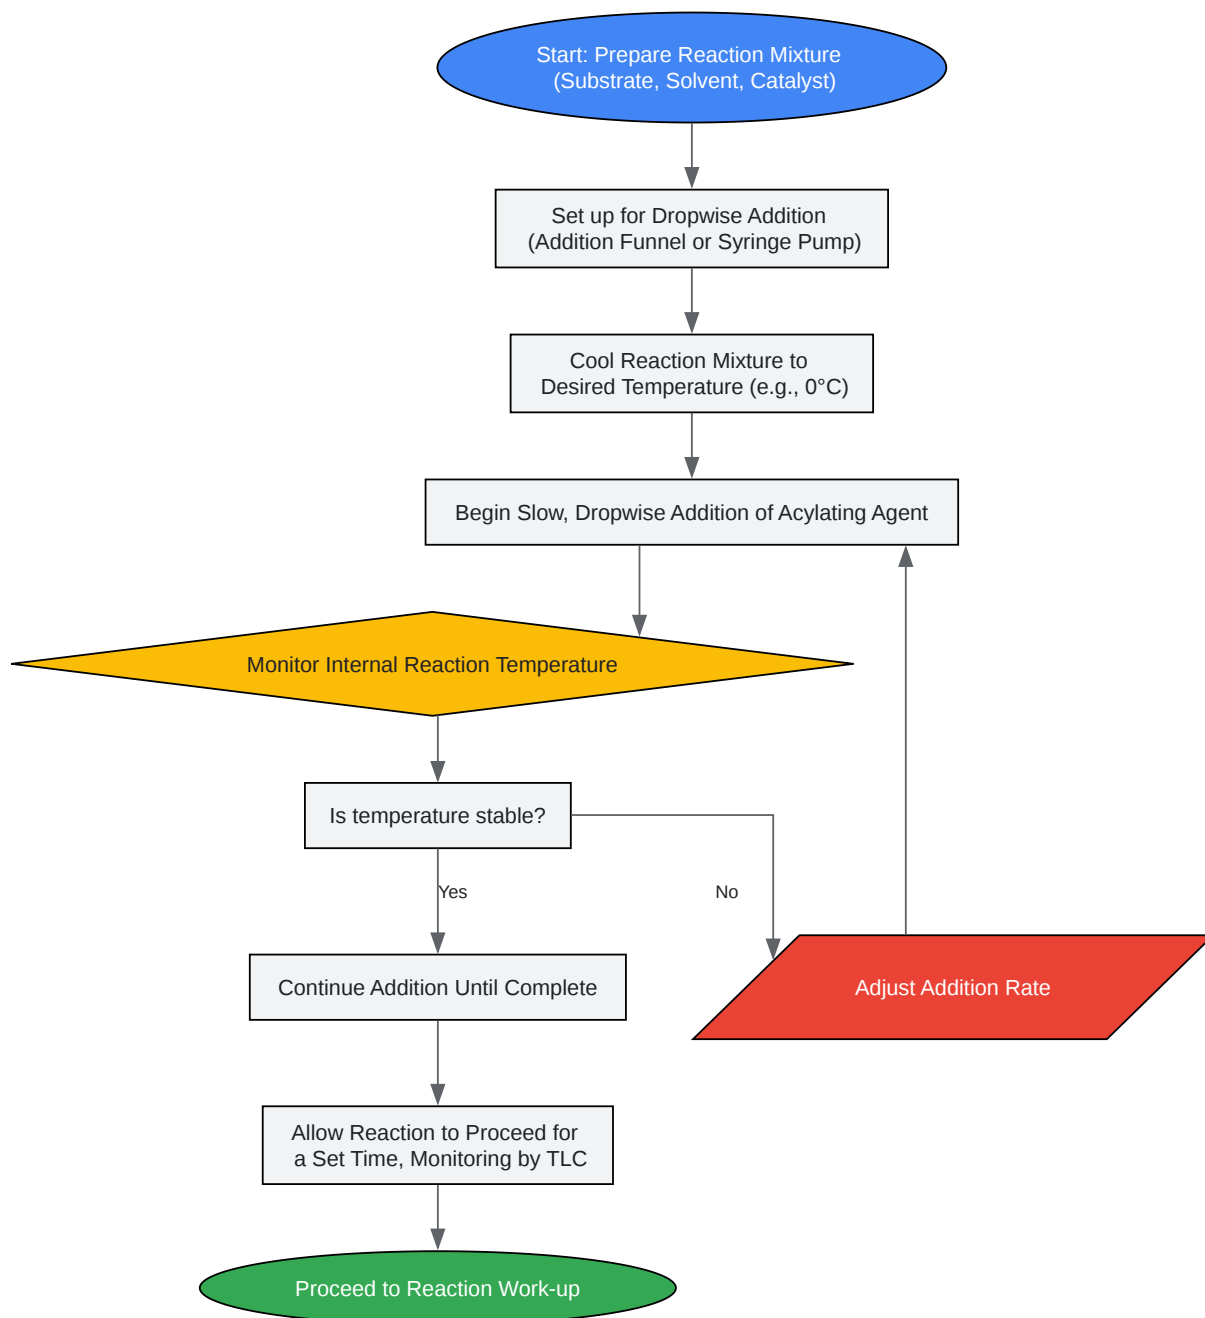 Start: Prepare Reaction Mixture
(Substrate, Solvent, Catalyst)
Set up for Dropwise Addition
(Addition Funnel or Syringe Pump)
Cool Reaction Mixture to
Desired Temperature (e.g., 0°C)
Begin Slow, Dropwise Addition of Acylating Agent
Monitor Internal Reaction Temperature
Is temperature stable?
Yes
No
Continue Addition Until Complete
Adjust Addition Rate
Allow Reaction to Proceed for
a Set Time, Monitoring by TLC
Proceed to Reaction Work-up